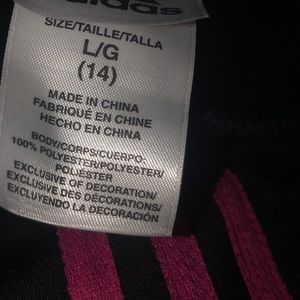 adidas
SIZE/TAILLE/TALLA
L/G
(14)
MADE IN CHINA
FABRIQUÉ EN CHINE
HECHO EN CHINA
BODY/CORPS/CUERPO:
100% POLYESTER/POLYESTER/
POLIÉSTER
EXCLUSIVE OF DECORATION/
EXCLUSIVE DES DÉCORATIONS/
EXCLUYENDO LA DECORACIÓN